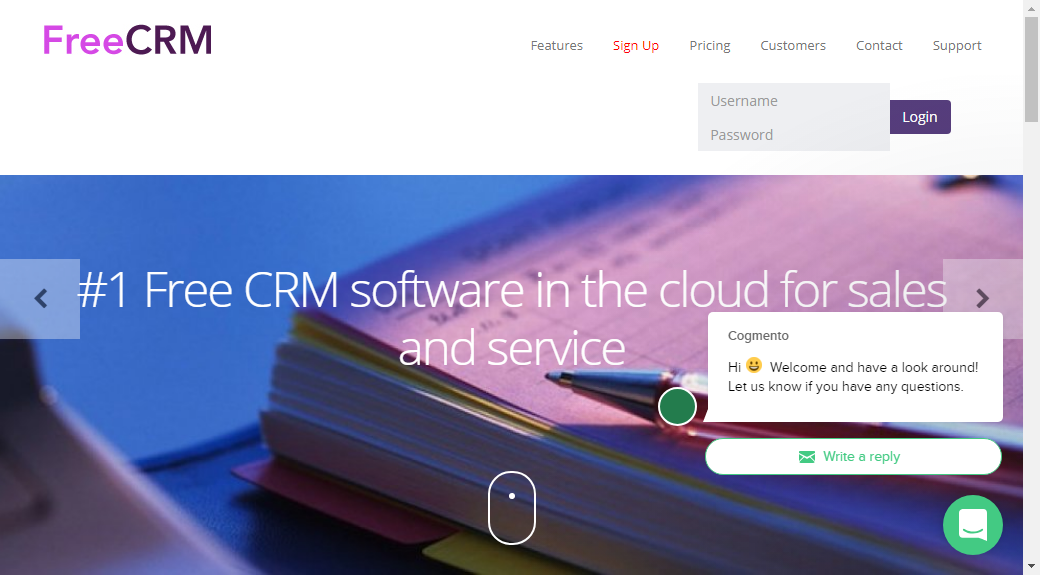 FreeCRM
Features Sign Up Pricing Customers Contact Support
Username
Login
Password
#1 Free CRM software in the cloud for sales
and service
Cogmento
Hi 😀 Welcome and have a look around!
Let us know if you have any questions.
Write a reply